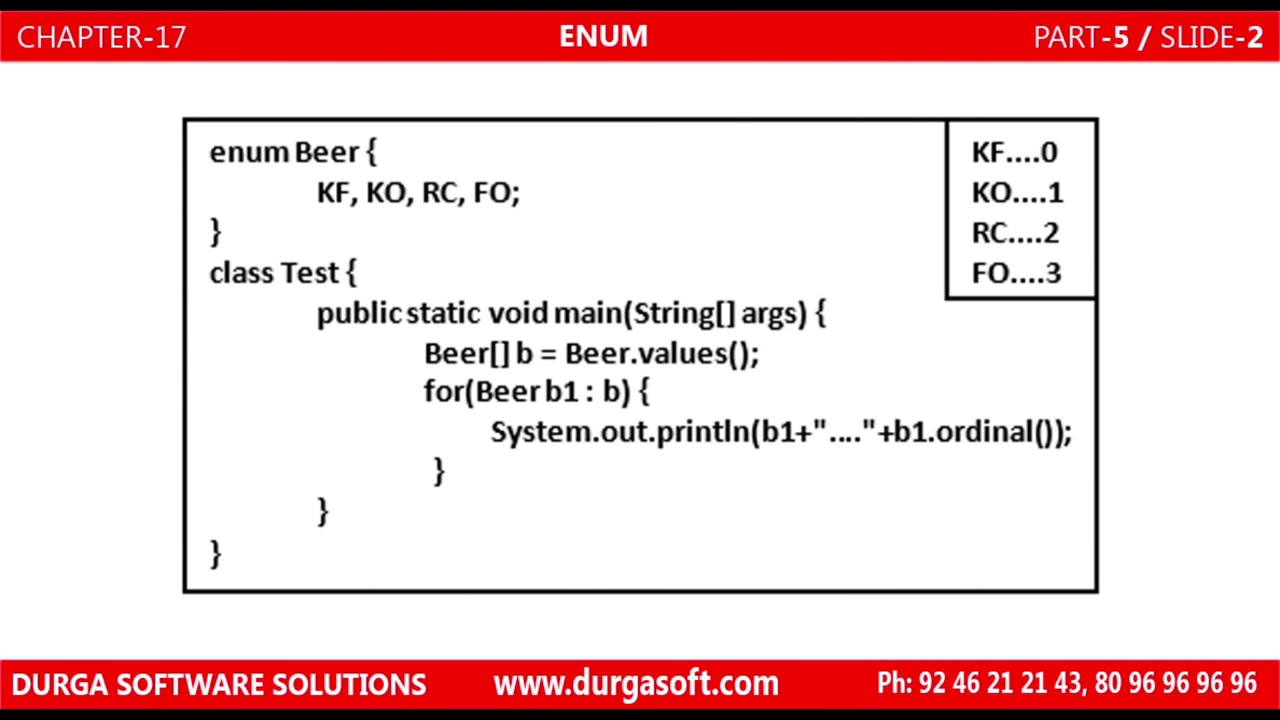 CHAPTER-17 ENUM PART-5 / SLIDE-2
enum Beer {
KF, KO, RC, FO;
}
class Test {
public static void main(String[] args) {
Beer[] b = Beer.values();
for(Beer b1 : b) {
System.out.println(b1+"...."+b1.ordinal());
}
}
}
KF....0
KO....1
RC....2
FO....3
DURGA SOFTWARE SOLUTIONS www.durgasoft.com Ph: 92 46 21 21 43, 80 96 96 96 96